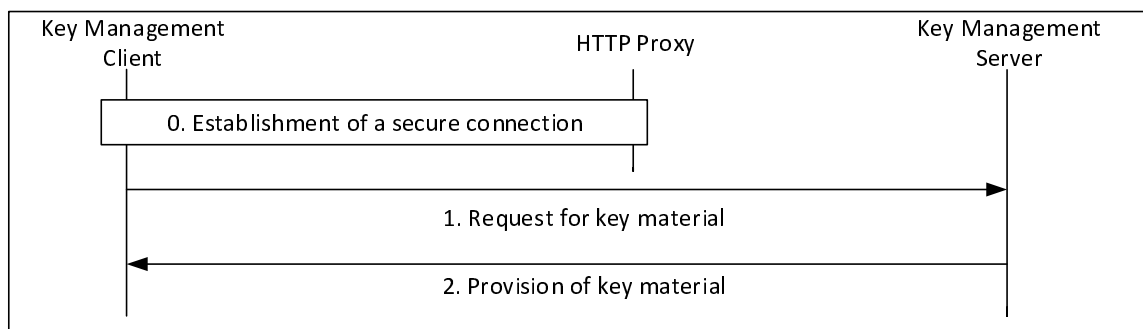 Key Management
Client
HTTP Proxy
Key Management
Server
0. Establishment of a secure connection
1. Request for key material
2. Provision of key material